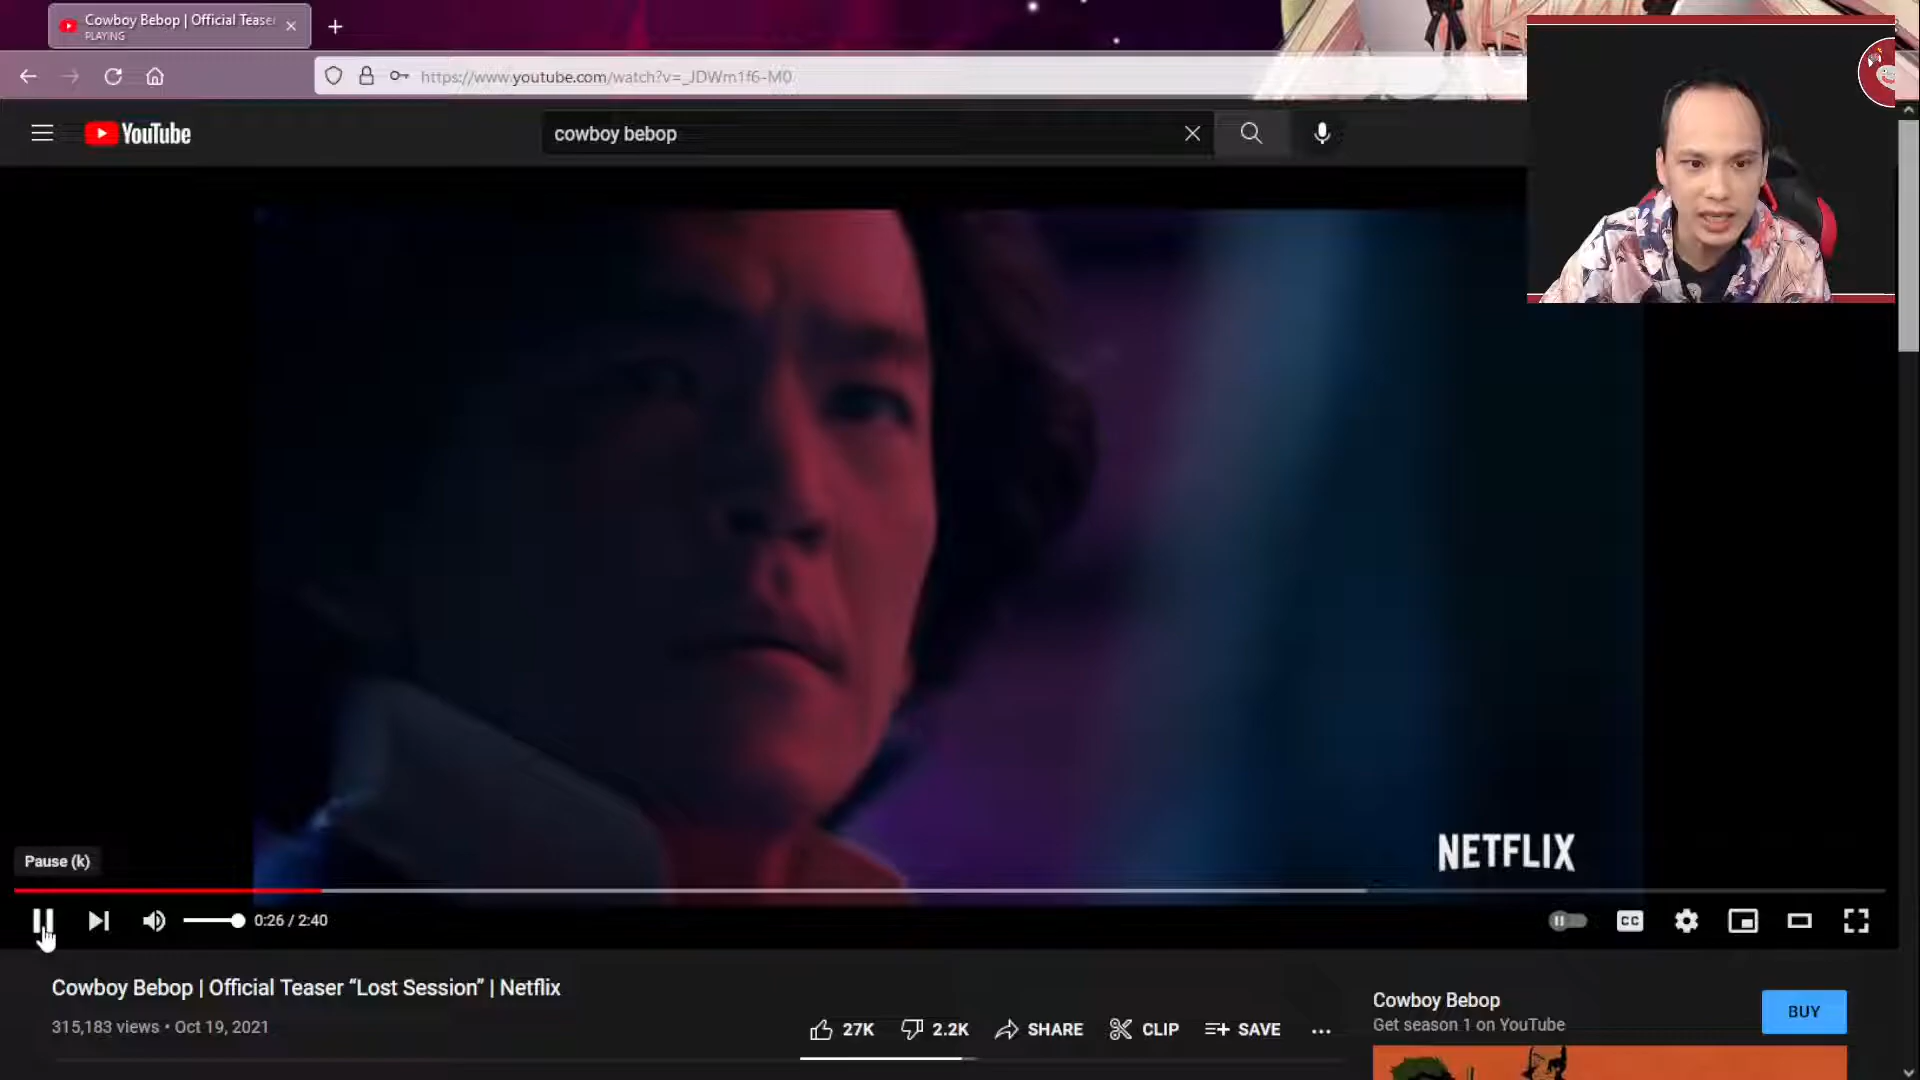 Cowboy Bebop | Official Teaser
PLAYING
https://www.youtube.com/watch?v=_JDWm1f6-M0
YouTube
cowboy bebop
NETFLIX
Pause (k)
0:26 / 2:40
CC
Cowboy Bebop | Official Teaser “Lost Session” | Netflix
315,183 views • Oct 19, 2021
27K
2.2K
SHARE
CLIP
SAVE
Cowboy Bebop
Get season 1 on YouTube
BUY